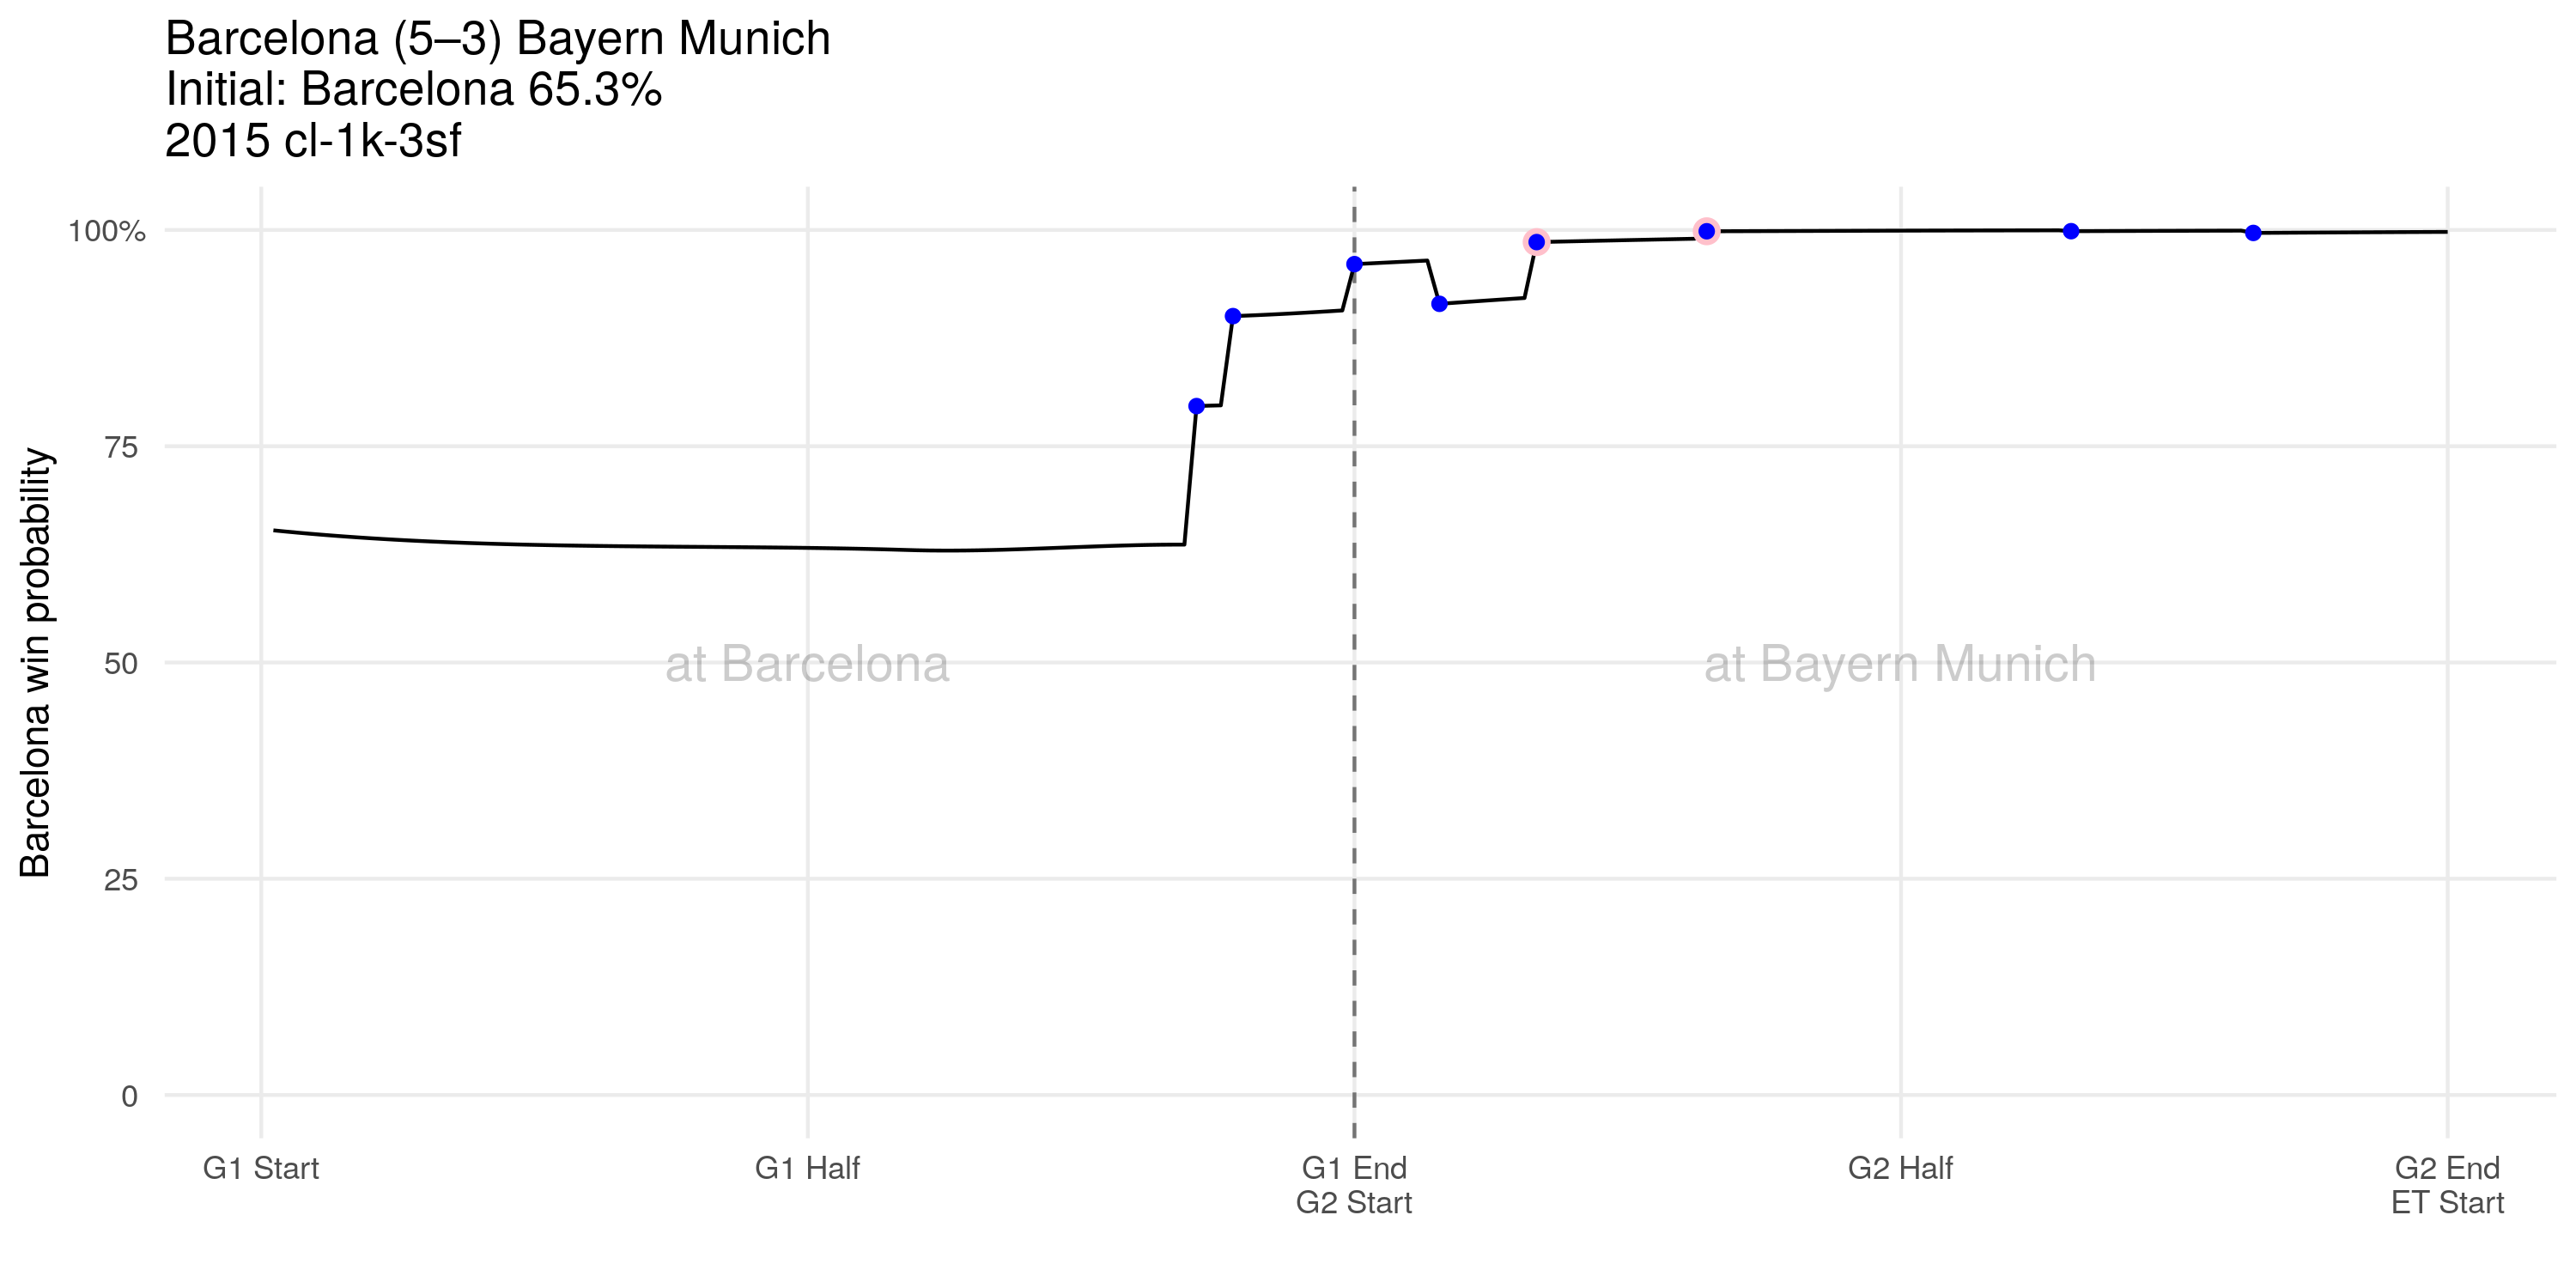 Barcelona (5–3) Bayern Munich
Initial: Barcelona 65.3%
2015 cl-1k-3sf
Barcelona win probability
100%
75
50
25
0
at Barcelona
at Bayern Munich
G1 Start
G1 Half
G1 End
G2 Start
G2 Half
G2 End
ET Start